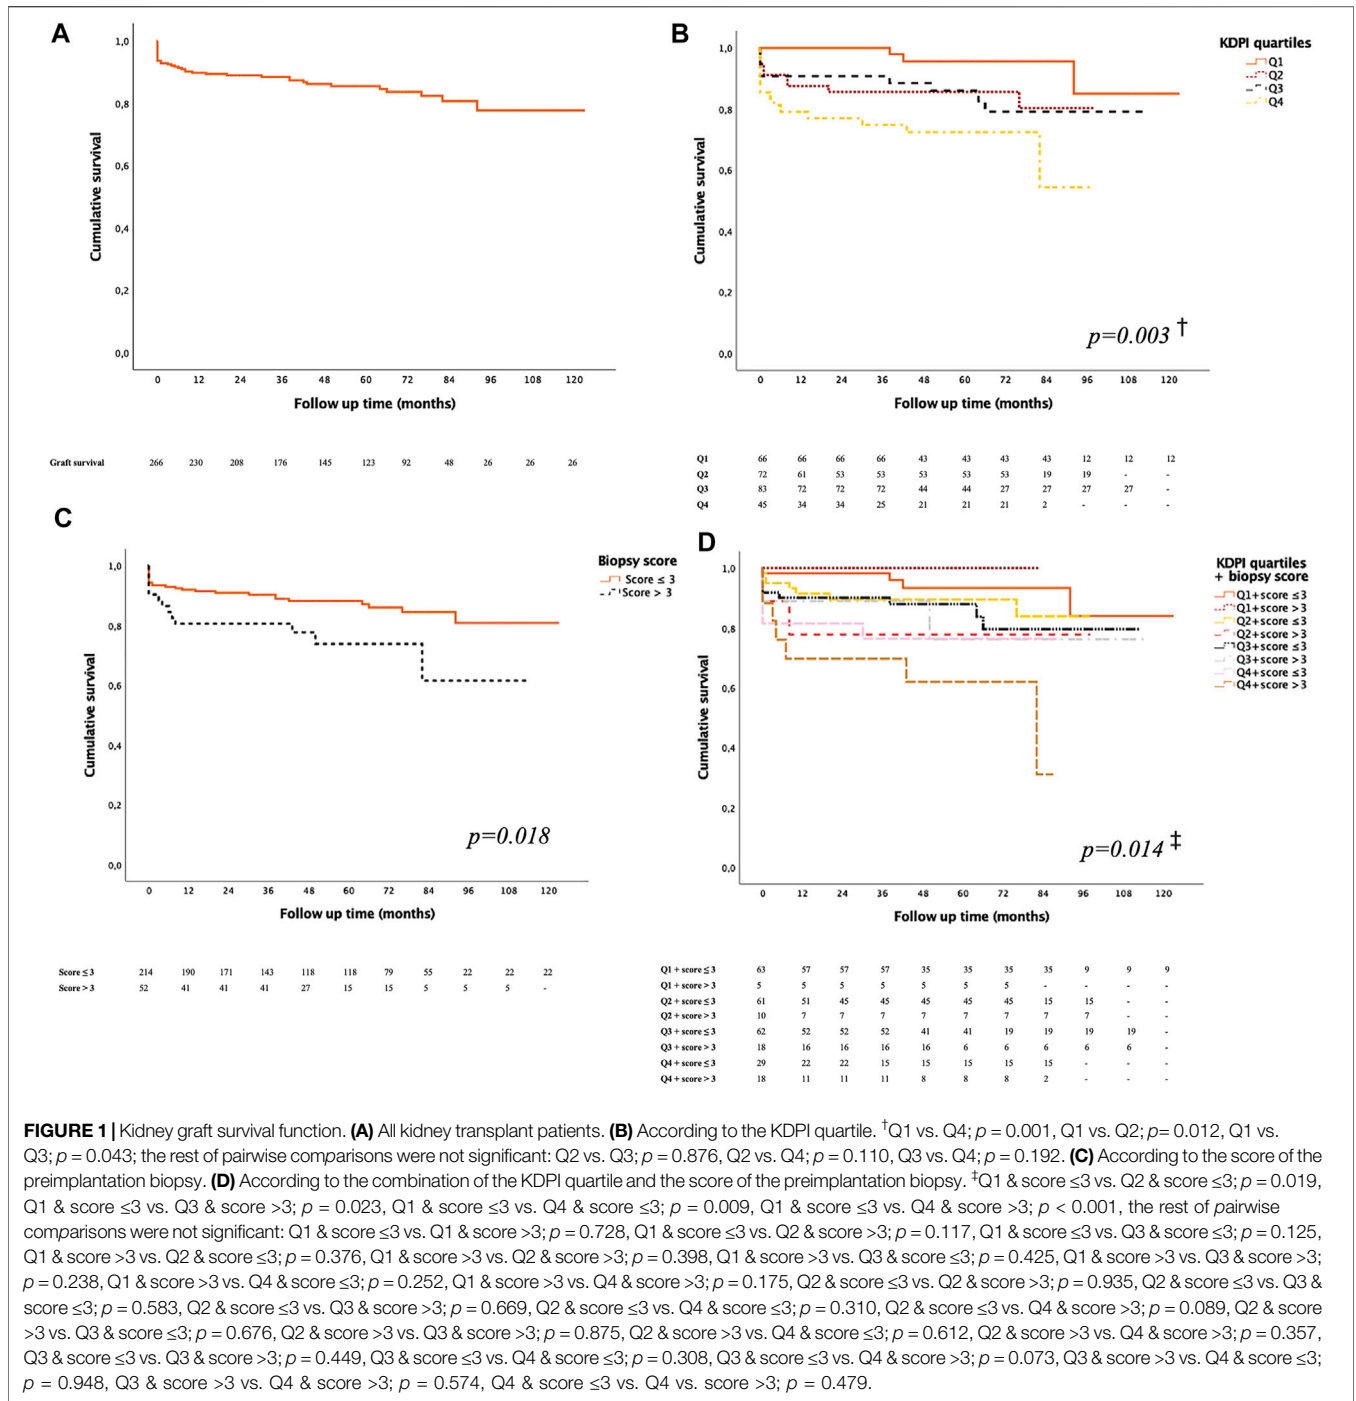 A
1,0
0,8
0,6
0,4
0,2
0,0
Cumulative survival
0 12 24 36 48 60 72 84 96 108 120
Follow up time (months)
Graft survival 266 230 208 176 145 123 92 48 26 26 26
B
KDPI quartiles
Q1
Q2
Q3
Q4
1,0
0,8
0,6
0,4
0,2
0,0
Cumulative survival
p=0.003 †
0 12 24 36 48 60 72 84 96 108 120
Follow up time (months)
Q1 66 66 66 66 43 43 43 43 12 12 12
Q2 72 61 53 53 53 53 53 19 19 - -
Q3 83 72 72 72 44 44 27 27 27 27 -
Q4 45 34 34 25 21 21 21 2 - - -
C
Biopsy score
Score ≤ 3
Score > 3
1,0
0,8
0,6
0,4
0,2
0,0
Cumulative survival
p=0.018
0 12 24 36 48 60 72 84 96 108 120
Follow up time (months)
Score ≤ 3 214 190 171 143 118 118 79 55 22 22 22
Score > 3 52 41 41 41 27 15 15 5 5 5 -
D
KDPI quartiles
+ biopsy score
Q1+score ≤3
Q1+score >3
Q2+score ≤3
Q2+score >3
Q3+score ≤3
Q3+score >3
Q4+score ≤3
Q4+score >3
1,0
0,8
0,6
0,4
0,2
0,0
Cumulative survival
p=0.014 ‡
0 12 24 36 48 60 72 84 96 108 120
Follow up time (months)
Q1 + score ≤ 3 63 57 57 57 35 35 35 35 9 9 9
Q1 + score > 3 5 5 5 5 5 5 5 - - - -
Q2 + score ≤ 3 61 51 45 45 45 45 45 15 15 - -
Q2 + score > 3 10 7 7 7 7 7 7 7 7 - -
Q3 + score ≤ 3 62 52 52 52 41 41 19 19 19 19 -
Q3 + score > 3 18 16 16 16 16 6 6 6 6 6 -
Q4 + score ≤ 3 29 22 22 15 15 15 15 15 - - -
Q4 + score > 3 18 11 11 11 8 8 8 2 - - -
FIGURE 1 | Kidney graft survival function. (A) All kidney transplant patients. (B) According to the KDPI quartile. †Q1 vs. Q4; p = 0.001, Q1 vs. Q2; p= 0.012, Q1 vs.
Q3; p = 0.043; the rest of pairwise comparisons were not significant: Q2 vs. Q3; p = 0.876, Q2 vs. Q4; p = 0.110, Q3 vs. Q4; p = 0.192. (C) According to the score of the
preimplantation biopsy. (D) According to the combination of the KDPI quartile and the score of the preimplantation biopsy. ‡Q1 & score ≤3 vs. Q2 & score ≤3; p = 0.019,
Q1 & score ≤3 vs. Q3 & score >3; p = 0.023, Q1 & score ≤3 vs. Q4 & score ≤3; p = 0.009, Q1 & score ≤3 vs. Q4 & score >3; p < 0.001, the rest of pairwise
comparisons were not significant: Q1 & score ≤3 vs. Q1 & score >3; p = 0.728, Q1 & score ≤3 vs. Q2 & score >3; p = 0.117, Q1 & score ≤3 vs. Q3 & score ≤3; p = 0.125,
Q1 & score >3 vs. Q2 & score ≤3; p = 0.376, Q1 & score >3 vs. Q2 & score >3; p = 0.398, Q1 & score >3 vs. Q3 & score ≤3; p = 0.425, Q1 & score >3 vs. Q3 & score >3;
p = 0.238, Q1 & score >3 vs. Q4 & score ≤3; p = 0.252, Q1 & score >3 vs. Q4 & score >3; p = 0.175, Q2 & score ≤3 vs. Q2 & score >3; p = 0.935, Q2 & score ≤3 vs. Q3 &
score ≤3; p = 0.583, Q2 & score ≤3 vs. Q3 & score >3; p = 0.669, Q2 & score ≤3 vs. Q4 & score ≤3; p = 0.310, Q2 & score ≤3 vs. Q4 & score >3; p = 0.089, Q2 & score
>3 vs. Q3 & score ≤3; p = 0.676, Q2 & score >3 vs. Q3 & score >3; p = 0.875, Q2 & score >3 vs. Q4 & score ≤3; p = 0.612, Q2 & score >3 vs. Q4 & score >3; p = 0.357,
Q3 & score ≤3 vs. Q3 & score >3; p = 0.449, Q3 & score ≤3 vs. Q4 & score ≤3; p = 0.308, Q3 & score ≤3 vs. Q4 & score >3; p = 0.073, Q3 & score >3 vs. Q4 & score ≤3;
p = 0.948, Q3 & score >3 vs. Q4 & score >3; p = 0.574, Q4 & score ≤3 vs. Q4 vs. score >3; p = 0.479.